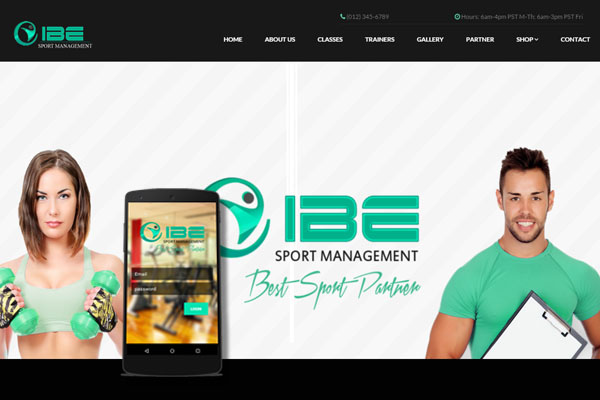 (012) 345-6789
Hours: 6am-4pm PST M-Th; 6am-3pm PST Fri
IBE
SPORT MANAGEMENT
HOME ABOUT US CLASSES TRAINERS GALLERY PARTNER SHOP CONTACT
IBE
SPORT MANAGEMENT
Best Sport Partner
IBE
SPORT MANAGEMENT
Email
password